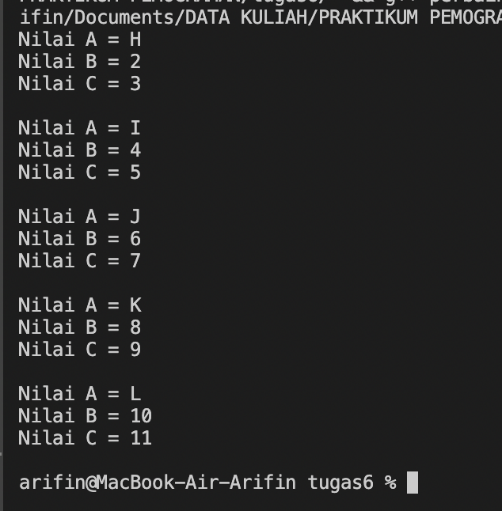 ifin/Documents/DATA KULIAH/PRAKTIKUM PEMOGRA
Nilai A = H
Nilai B = 2
Nilai C = 3
Nilai A = I
Nilai B = 4
Nilai C = 5
Nilai A = J
Nilai B = 6
Nilai C = 7
Nilai A = K
Nilai B = 8
Nilai C = 9
Nilai A = L
Nilai B = 10
Nilai C = 11
arifin@MacBook-Air-Arifin tugas6 %